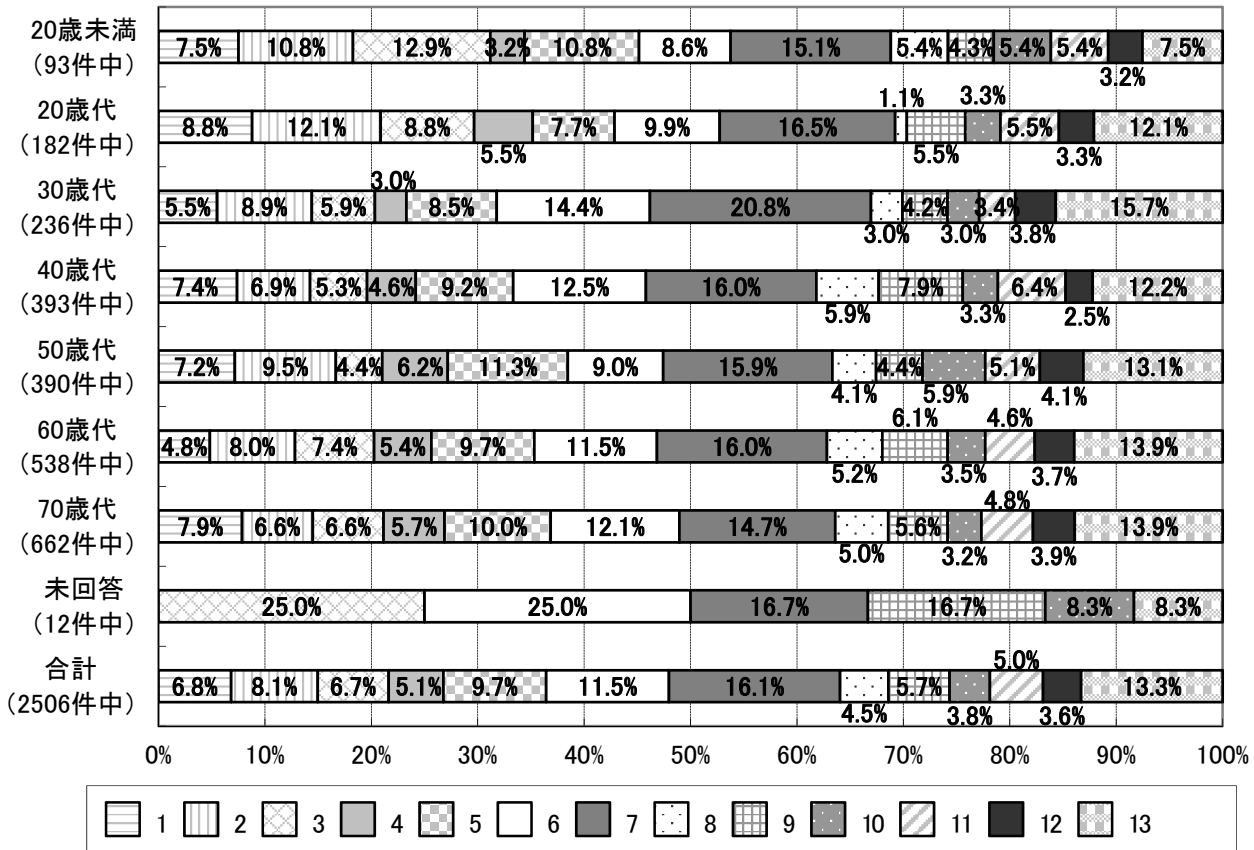 20歳未満
(93件中)
7.5% 10.8% 12.9% 3.2% 10.8% 8.6% 15.1% 5.4% 4.3% 5.4% 5.4% 3.2% 7.5%
20歳代
(182件中)
8.8% 12.1% 8.8% 5.5% 7.7% 9.9% 16.5% 1.1% 5.5% 3.3% 5.5% 3.3% 12.1%
30歳代
(236件中)
5.5% 8.9% 5.9% 3.0% 8.5% 14.4% 20.8% 3.0% 4.2% 3.0% 3.4% 3.8% 15.7%
40歳代
(393件中)
7.4% 6.9% 5.3% 4.6% 9.2% 12.5% 16.0% 5.9% 7.9% 3.3% 6.4% 2.5% 12.2%
50歳代
(390件中)
7.2% 9.5% 4.4% 6.2% 11.3% 9.0% 15.9% 4.1% 4.4% 5.9% 5.1% 4.1% 13.1%
60歳代
(538件中)
4.8% 8.0% 7.4% 5.4% 9.7% 11.5% 16.0% 5.2% 6.1% 3.5% 4.6% 3.7% 13.9%
70歳代
(662件中)
7.9% 6.6% 6.6% 5.7% 10.0% 12.1% 14.7% 5.0% 5.6% 3.2% 4.8% 3.9% 13.9%
未回答
(12件中)
25.0% 25.0% 16.7% 16.7% 8.3% 8.3%
合計
(2506件中)
6.8% 8.1% 6.7% 5.1% 9.7% 11.5% 16.1% 4.5% 5.7% 3.8% 5.0% 3.6% 13.3%
0% 10% 20% 30% 40% 50% 60% 70% 80% 90% 100%
1 2 3 4 5 6 7 8 9 10 11 12 13